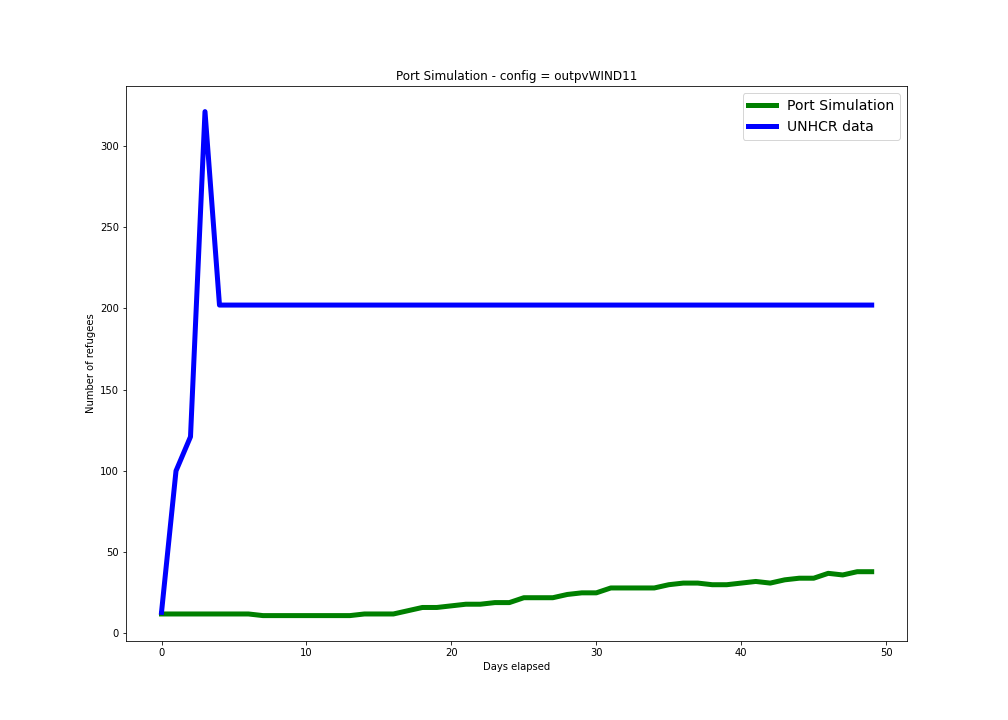 Port Simulation - config = outpvWIND11
Port Simulation
UNHCR data
Number of refugees
300
250
200
150
100
50
0
0 10 20 30 40 50
Days elapsed